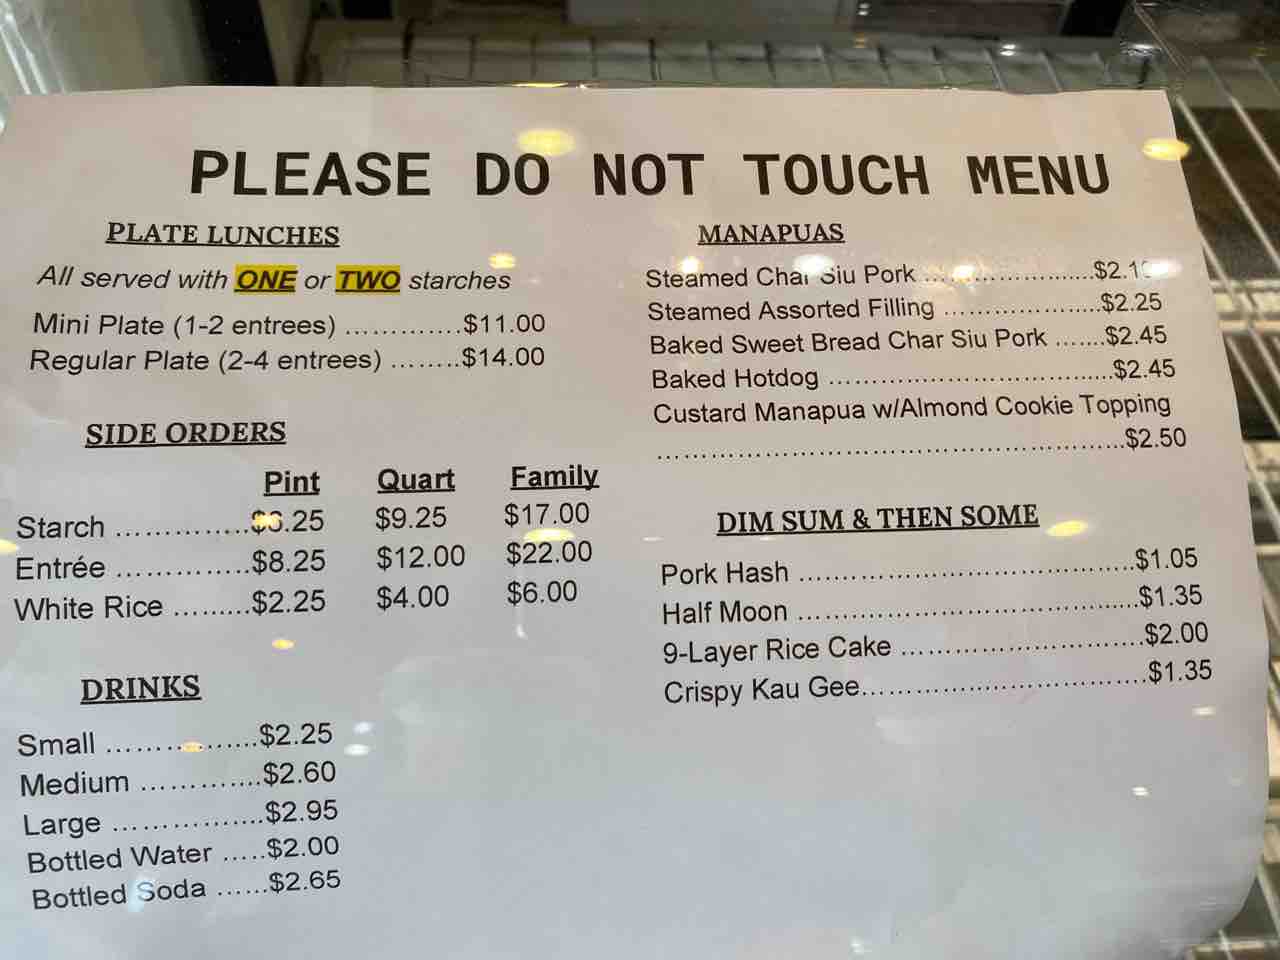 PLEASE DO NOT TOUCH MENU
PLATE LUNCHES
All served with ONE or TWO starches
Mini Plate (1-2 entrees) .............$11.00
Regular Plate (2-4 entrees) ........$14.00
SIDE ORDERS
Pint Quart Family
Starch .............. $9.25 $17.00
Entrée ..............$8.25 $12.00 $22.00
White Rice .........$2.25 $4.00 $6.00
DRINKS
Small ................$2.25
Medium .............$2.60
Large ................$2.95
Bottled Water .....$2.00
Bottled Soda ......$2.65
MANAPUAS
Steamed Char Siu Pork ......................
Steamed Assorted Filling ....................$2.25
Baked Sweet Bread Char Siu Pork .......$2.45
Baked Hotdog ....................................$2.45
Custard Manapua w/Almond Cookie Topping
............................................................$2.50
DIM SUM & THEN SOME
Pork Hash ..........................................$1.05
Half Moon ..........................................$1.35
9-Layer Rice Cake ..............................$2.00
Crispy Kau Gee...................................$1.35